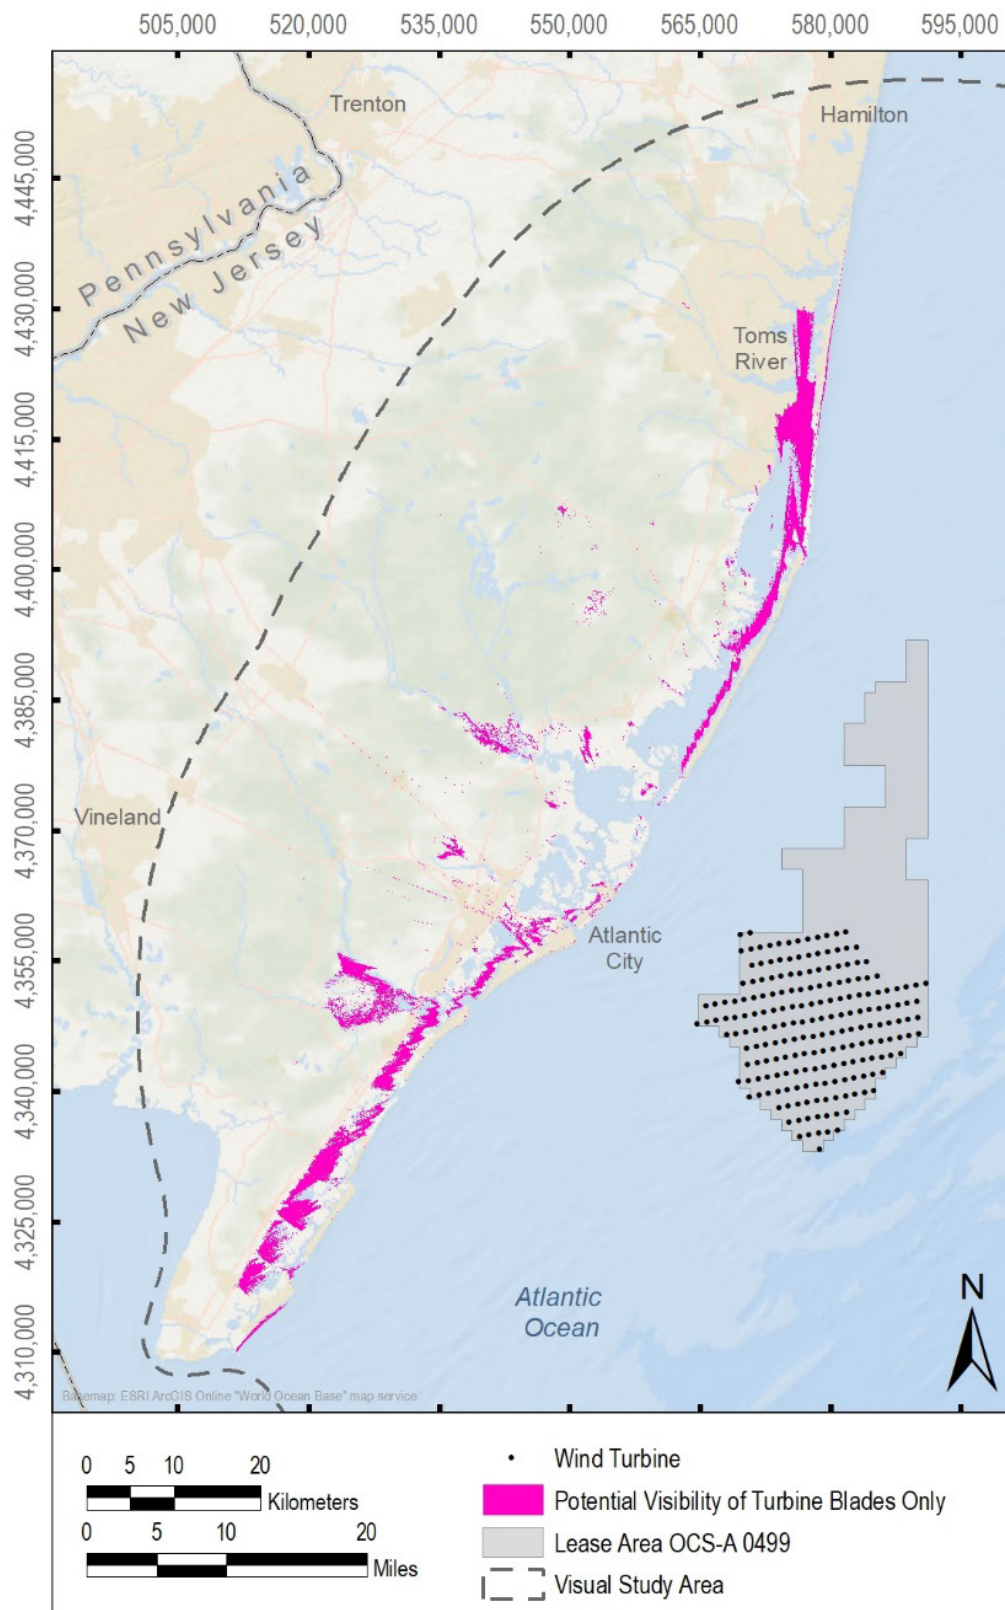 505,000 520,000 535,000 550,000 565,000 580,000 595,000
Trenton
Hamilton
4,445,000
Pennsylvania
New Jersey
4,430,000
Toms
River
4,415,000
4,400,000
4,385,000
Vineland
4,370,000
Atlantic
City
4,355,000
4,340,000
4,325,000
Atlantic
Ocean
N
4,310,000
Basemap: ESRI ArcGIS Online "World Ocean Base" map service.
0 5 10 20
Kilometers
0 5 10 20
Miles
Wind Turbine
Potential Visibility of Turbine Blades Only
Lease Area OCS-A 0499
Visual Study Area